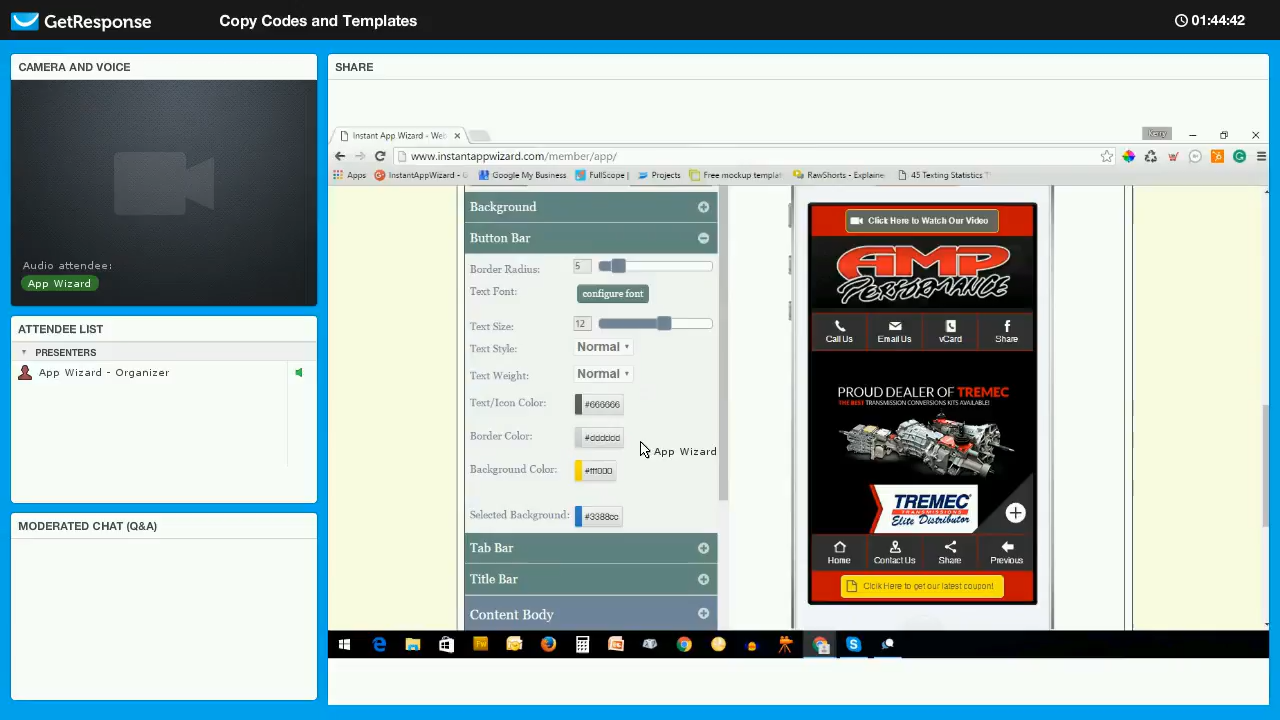 GetResponse
Copy Codes and Templates
01:44:42
CAMERA AND VOICE
Audio attendee:
App Wizard
ATTENDEE LIST
PRESENTERS
App Wizard - Organizer
MODERATED CHAT (Q&A)
SHARE
Instant App Wizard - Web
Kerry
www.instantappwizard.com/member/app/
Apps
InstantAppWizard - G
Google My Business
FullScope |
Projects
Free mockup templat
RawShorts - Explaine
45 Texting Statistics T
Background
Button Bar
Border Radius:
5
Text Font:
configure font
Text Size:
12
Text Style:
Normal
Text Weight:
Normal
Text/Icon Color:
#666666
Border Color:
#dddddd
App Wizard
Background Color:
Selected Background:
#3388cc
Tab Bar
Title Bar
Content Body
Click Here to Watch Our Video
AMP
PERFORMANCE
Call Us
Email Us
vCard
Share
PROUD DEALER OF TREMEC
THE BEST TRANSMISSION CONVERSIONS KITS AVAILABLE!
TREMEC
TRANSMISSIONS
Elite Distributor
Home
Contact Us
Share
Previous
Click Here to get our latest coupon!